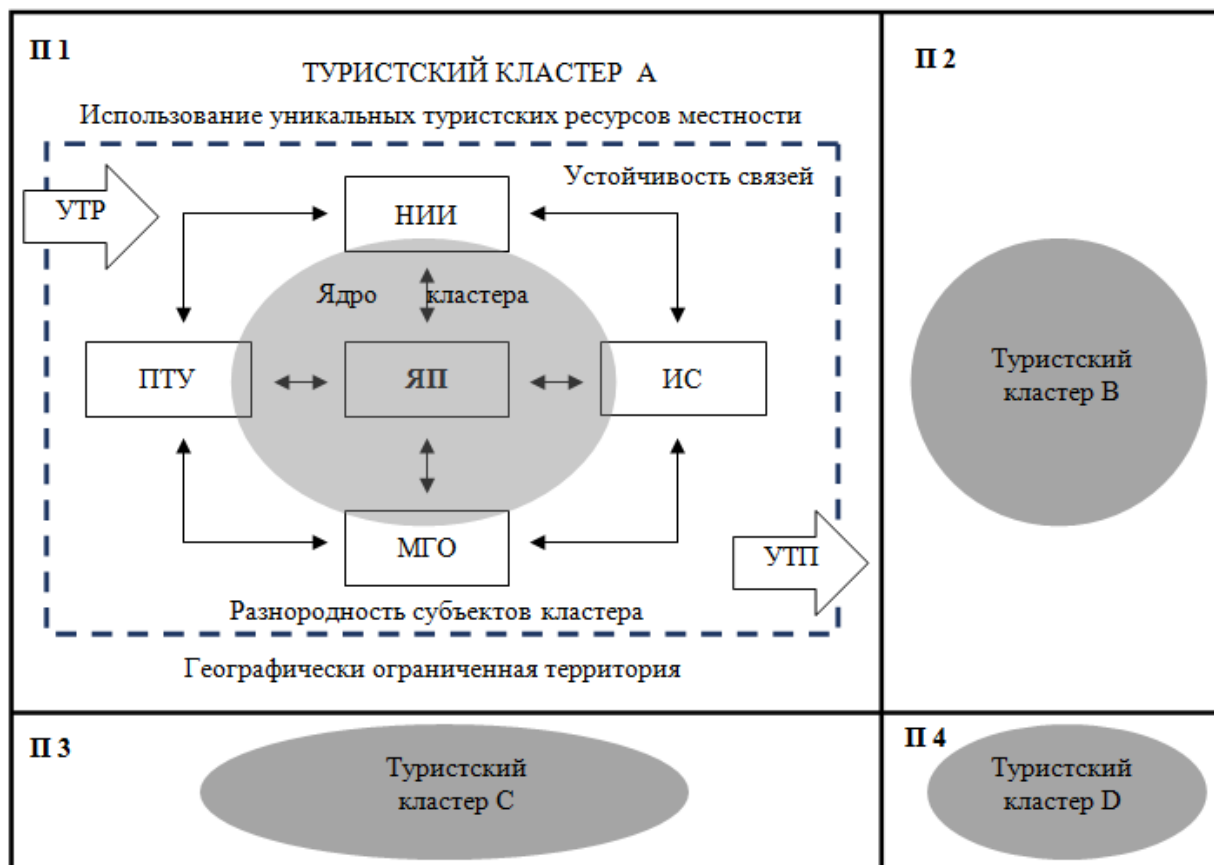 П 1
ТУРИСТСКИЙ КЛАСТЕР А
Использование уникальных туристских ресурсов местности
Устойчивость связей
УТР
НИИ
Ядро кластера
ПТУ
ЯП
ИС
МГО
УТП
Разнородность субъектов кластера
Географически ограниченная территория
П 2
Туристский
кластер В
П 3
Туристский
кластер С
П 4
Туристский
кластер D